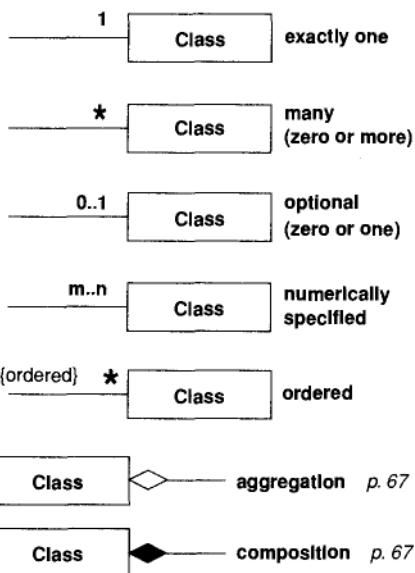 1
Class exactly one
* many
Class (zero or more)
0..1 optional
Class (zero or one)
m..n numerically
Class specified
{ordered} *
Class ordered
Class aggregation p. 67
Class composition p. 67